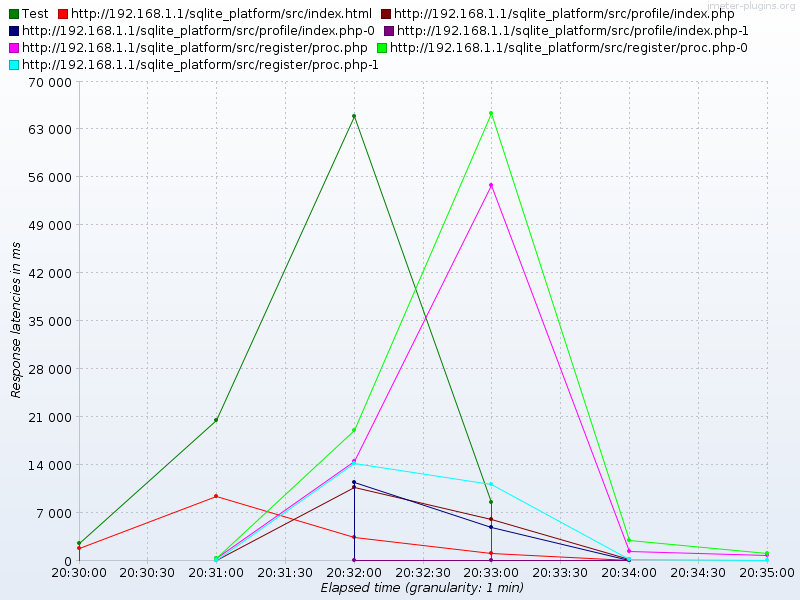 jmeter-plugins.org
Test http://192.168.1.1/sqlite_platform/src/index.html http://192.168.1.1/sqlite_platform/src/profile/index.php
http://192.168.1.1/sqlite_platform/src/profile/index.php-0 http://192.168.1.1/sqlite_platform/src/profile/index.php-1
http://192.168.1.1/sqlite_platform/src/register/proc.php http://192.168.1.1/sqlite_platform/src/register/proc.php-0
http://192.168.1.1/sqlite_platform/src/register/proc.php-1
70 000
63 000
56 000
49 000
42 000
35 000
28 000
21 000
14 000
7 000
0
Response latencies in ms
20:30:00 20:30:30 20:31:00 20:31:30 20:32:00 20:32:30 20:33:00 20:33:30 20:34:00 20:34:30 20:35:00
Elapsed time (granularity: 1 min)